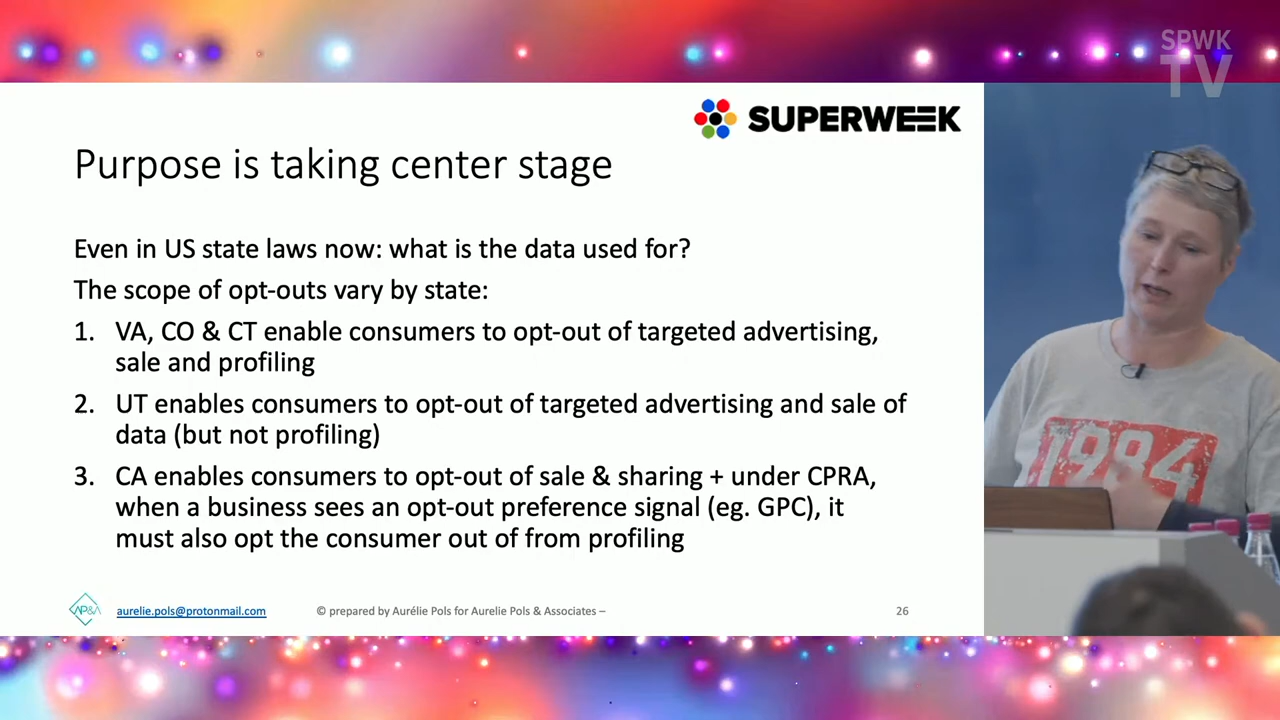 SPWK
TV
SUPERWEEK
Purpose is taking center stage
Even in US state laws now: what is the data used for?
The scope of opt-outs vary by state:
1. VA, CO & CT enable consumers to opt-out of targeted advertising,
sale and profiling
2. UT enables consumers to opt-out of targeted advertising and sale of
data (but not profiling)
3. CA enables consumers to opt-out of sale & sharing + under CPRA,
when a business sees an opt-out preference signal (eg. GPC), it
must also opt the consumer out of from profiling
1984
AP&A
aurelie.pols@protonmail.com
© prepared by Aurélie Pols for Aurelie Pols & Associates –
26